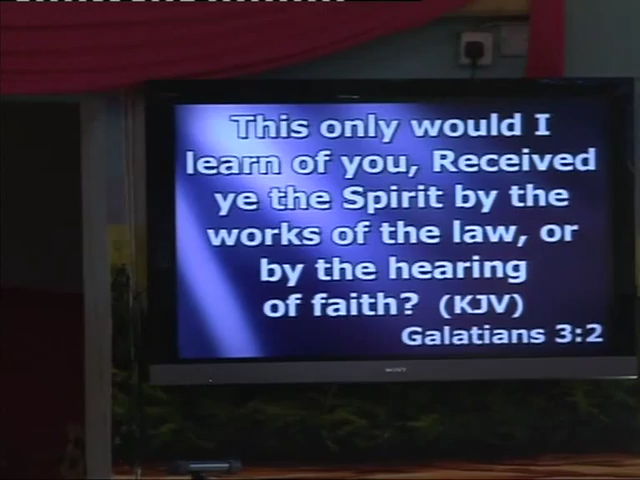 This only would I
learn of you, Received
ye the Spirit by the
works of the law, or
by the hearing
of faith? (KJV)
Galatians 3:2
SONY